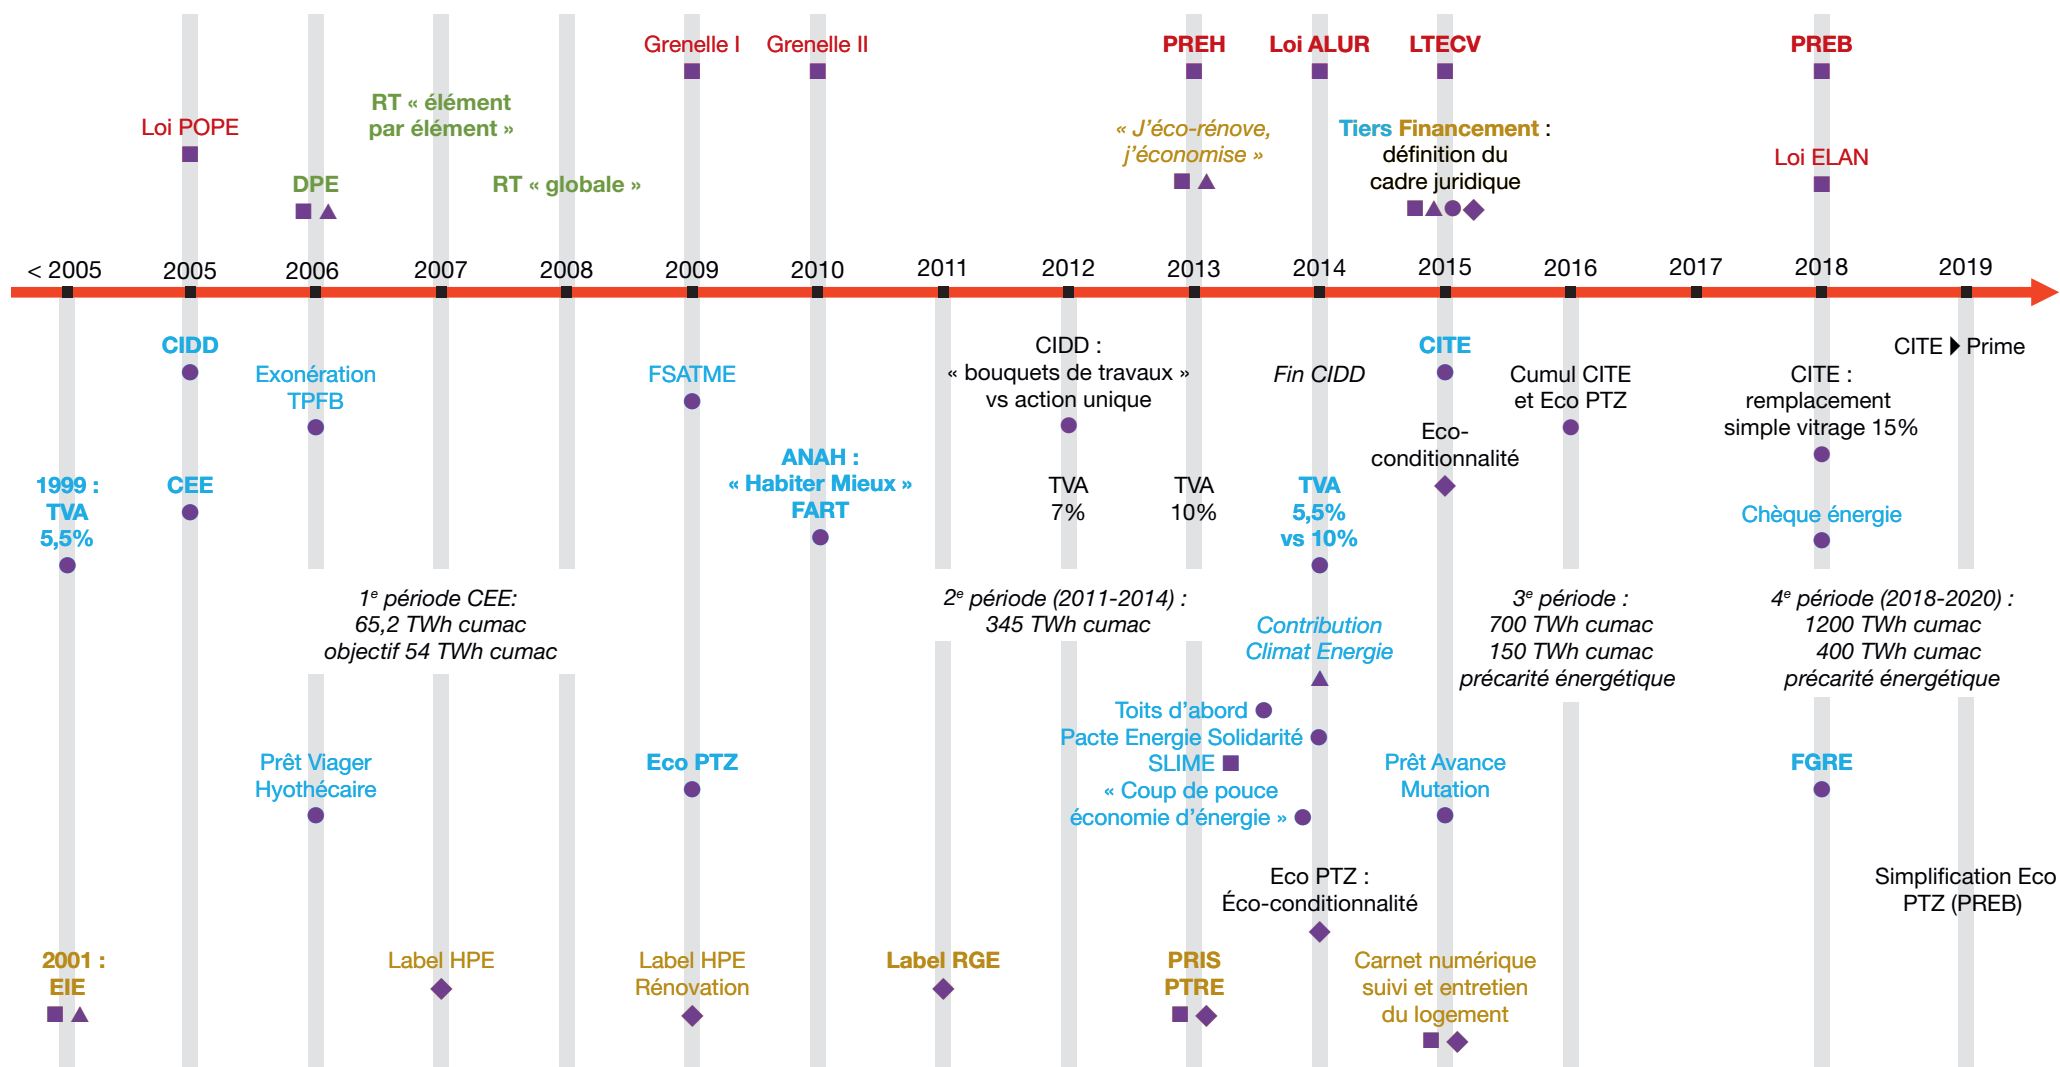 Grenelle I
Grenelle II
PREH
Loi ALUR
LTECV
PREB
Loi POPE
RT « élément
par élément »
« J’éco-rénove,
j’économise »
Tiers Financement :
définition du
cadre juridique
Loi ELAN
DPE
RT « globale »
< 2005
2005
2006
2007
2008
2009
2010
2011
2012
2013
2014
2015
2016
2017
2018
2019
CIDD
Exonération
TPFB
FSATME
CIDD :
« bouquets de travaux »
vs action unique
Fin CIDD
CITE
Cumul CITE
et Eco PTZ
CITE :
remplacement
simple vitrage 15%
CITE ▶ Prime
Eco-
conditionnalité
1999 :
TVA
5,5%
CEE
ANAH :
« Habiter Mieux »
FART
TVA
7%
TVA
10%
TVA
5,5%
vs 10%
Chèque énergie
1e période CEE:
65,2 TWh cumac
objectif 54 TWh cumac
2e période (2011-2014) :
345 TWh cumac
Contribution
Climat Energie
3e période :
700 TWh cumac
150 TWh cumac
précarité énergétique
4e période (2018-2020) :
1200 TWh cumac
400 TWh cumac
précarité énergétique
Toits d’abord
Pacte Energie Solidarité
SLIME
« Coup de pouce
économie d’énergie »
Prêt Viager
Hyothécaire
Eco PTZ
Prêt Avance
Mutation
FGRE
Eco PTZ :
Éco-conditionnalité
Simplification Eco
PTZ (PREB)
2001 :
EIE
Label HPE
Label HPE
Rénovation
Label RGE
PRIS
PTRE
Carnet numérique
suivi et entretien
du logement